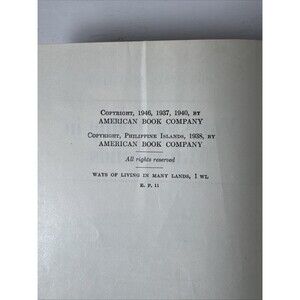 COPYRIGHT, 1946, 1937, 1940, BY
AMERICAN BOOK COMPANY
COPYRIGHT, PHILIPPINE ISLANDS, 1938, BY
AMERICAN BOOK COMPANY
All rights reserved
WAYS OF LIVING IN MANY LANDS, 1 WL
E. P. 11